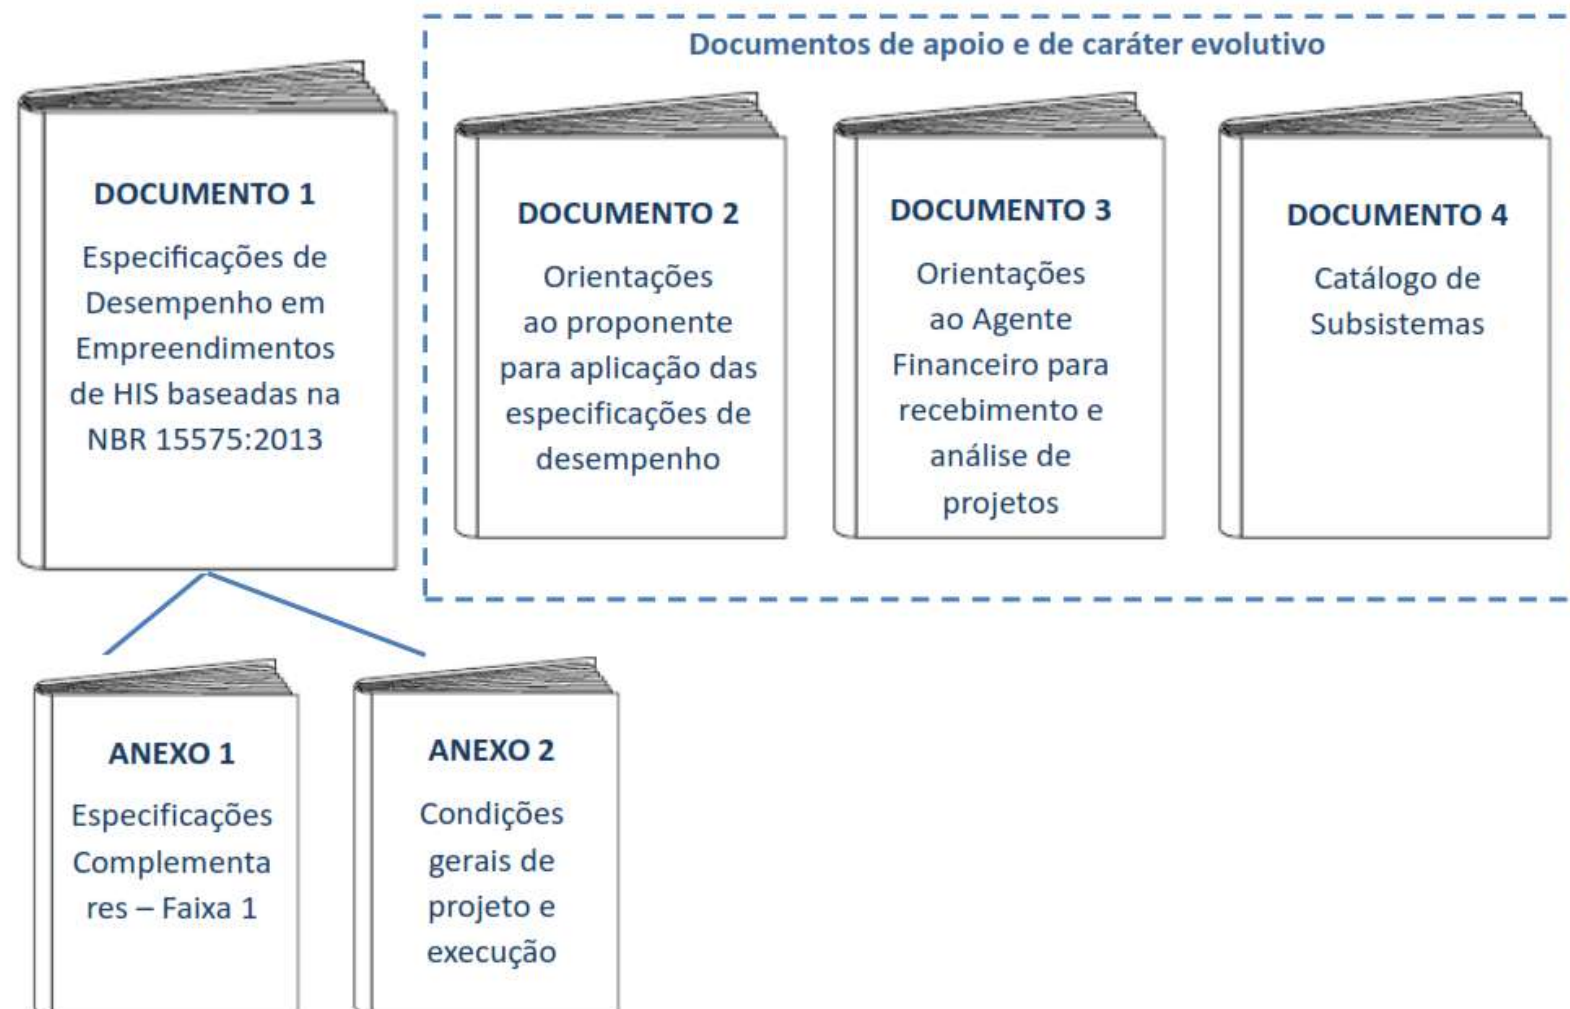 Documentos de apoio e de caráter evolutivo
DOCUMENTO 1
Especificações de
Desempenho em
Empreendimentos
de HIS baseadas na
NBR 15575:2013
DOCUMENTO 2
Orientações
ao proponente
para aplicação das
especificações de
desempenho
DOCUMENTO 3
Orientações
ao Agente
Financeiro para
recebimento e
análise de
projetos
DOCUMENTO 4
Catálogo de
Subsistemas
ANEXO 1
Especificações
Complementa
res – Faixa 1
ANEXO 2
Condições
gerais de
projeto e
execução